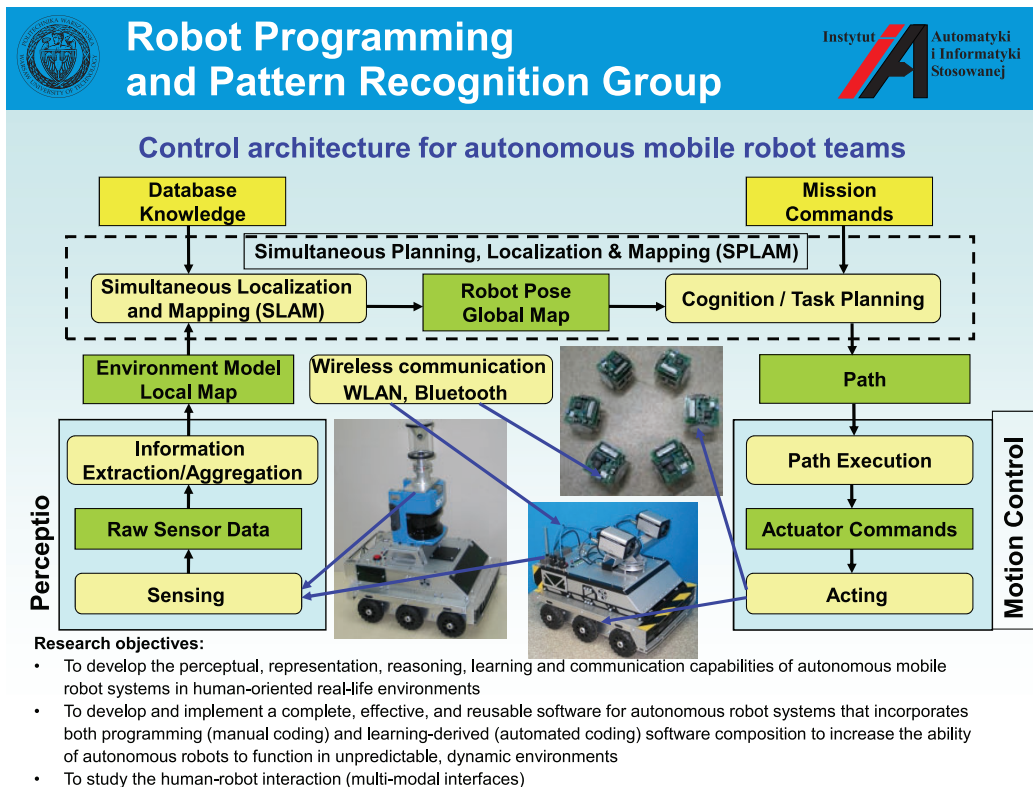 POLITECHNIKA WARSZAWSKA
WARSAW UNIVERSITY OF TECHNOLOGY
Robot Programming
and Pattern Recognition Group
Instytut Automatyki
i Informatyki
Stosowanej
Control architecture for autonomous mobile robot teams
Database
Knowledge
Mission
Commands
Simultaneous Planning, Localization & Mapping (SPLAM)
Simultaneous Localization
and Mapping (SLAM)
Robot Pose
Global Map
Cognition / Task Planning
Environment Model
Local Map
Wireless communication
WLAN, Bluetooth
Path
Perceptio
Information
Extraction/Aggregation
Raw Sensor Data
Sensing
Path Execution
Actuator Commands
Acting
Motion Control
Research objectives:
• To develop the perceptual, representation, reasoning, learning and communication capabilities of autonomous mobile
robot systems in human-oriented real-life environments
• To develop and implement a complete, effective, and reusable software for autonomous robot systems that incorporates
both programming (manual coding) and learning-derived (automated coding) software composition to increase the ability
of autonomous robots to function in unpredictable, dynamic environments
• To study the human-robot interaction (multi-modal interfaces)